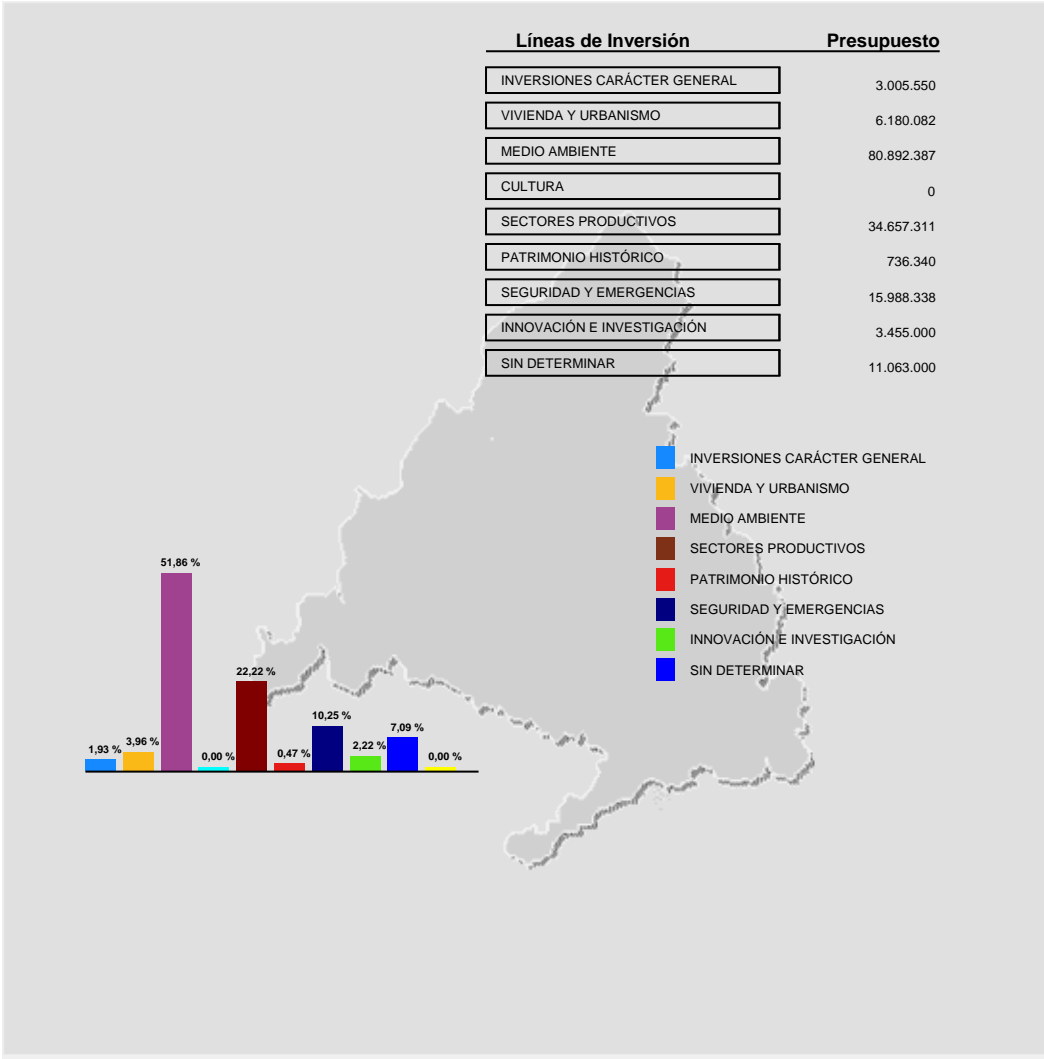 Líneas de Inversión Presupuesto
INVERSIONES CARÁCTER GENERAL 3.005.550
VIVIENDA Y URBANISMO 6.180.082
MEDIO AMBIENTE 80.892.387
CULTURA 0
SECTORES PRODUCTIVOS 34.657.311
PATRIMONIO HISTÓRICO 736.340
SEGURIDAD Y EMERGENCIAS 15.988.338
INNOVACIÓN E INVESTIGACIÓN 3.455.000
SIN DETERMINAR 11.063.000
INVERSIONES CARÁCTER GENERAL
VIVIENDA Y URBANISMO
MEDIO AMBIENTE
SECTORES PRODUCTIVOS
PATRIMONIO HISTÓRICO
SEGURIDAD Y EMERGENCIAS
INNOVACIÓN E INVESTIGACIÓN
SIN DETERMINAR
1,93 %
3,96 %
51,86 %
0,00 %
22,22 %
0,47 %
10,25 %
2,22 %
7,09 %
0,00 %